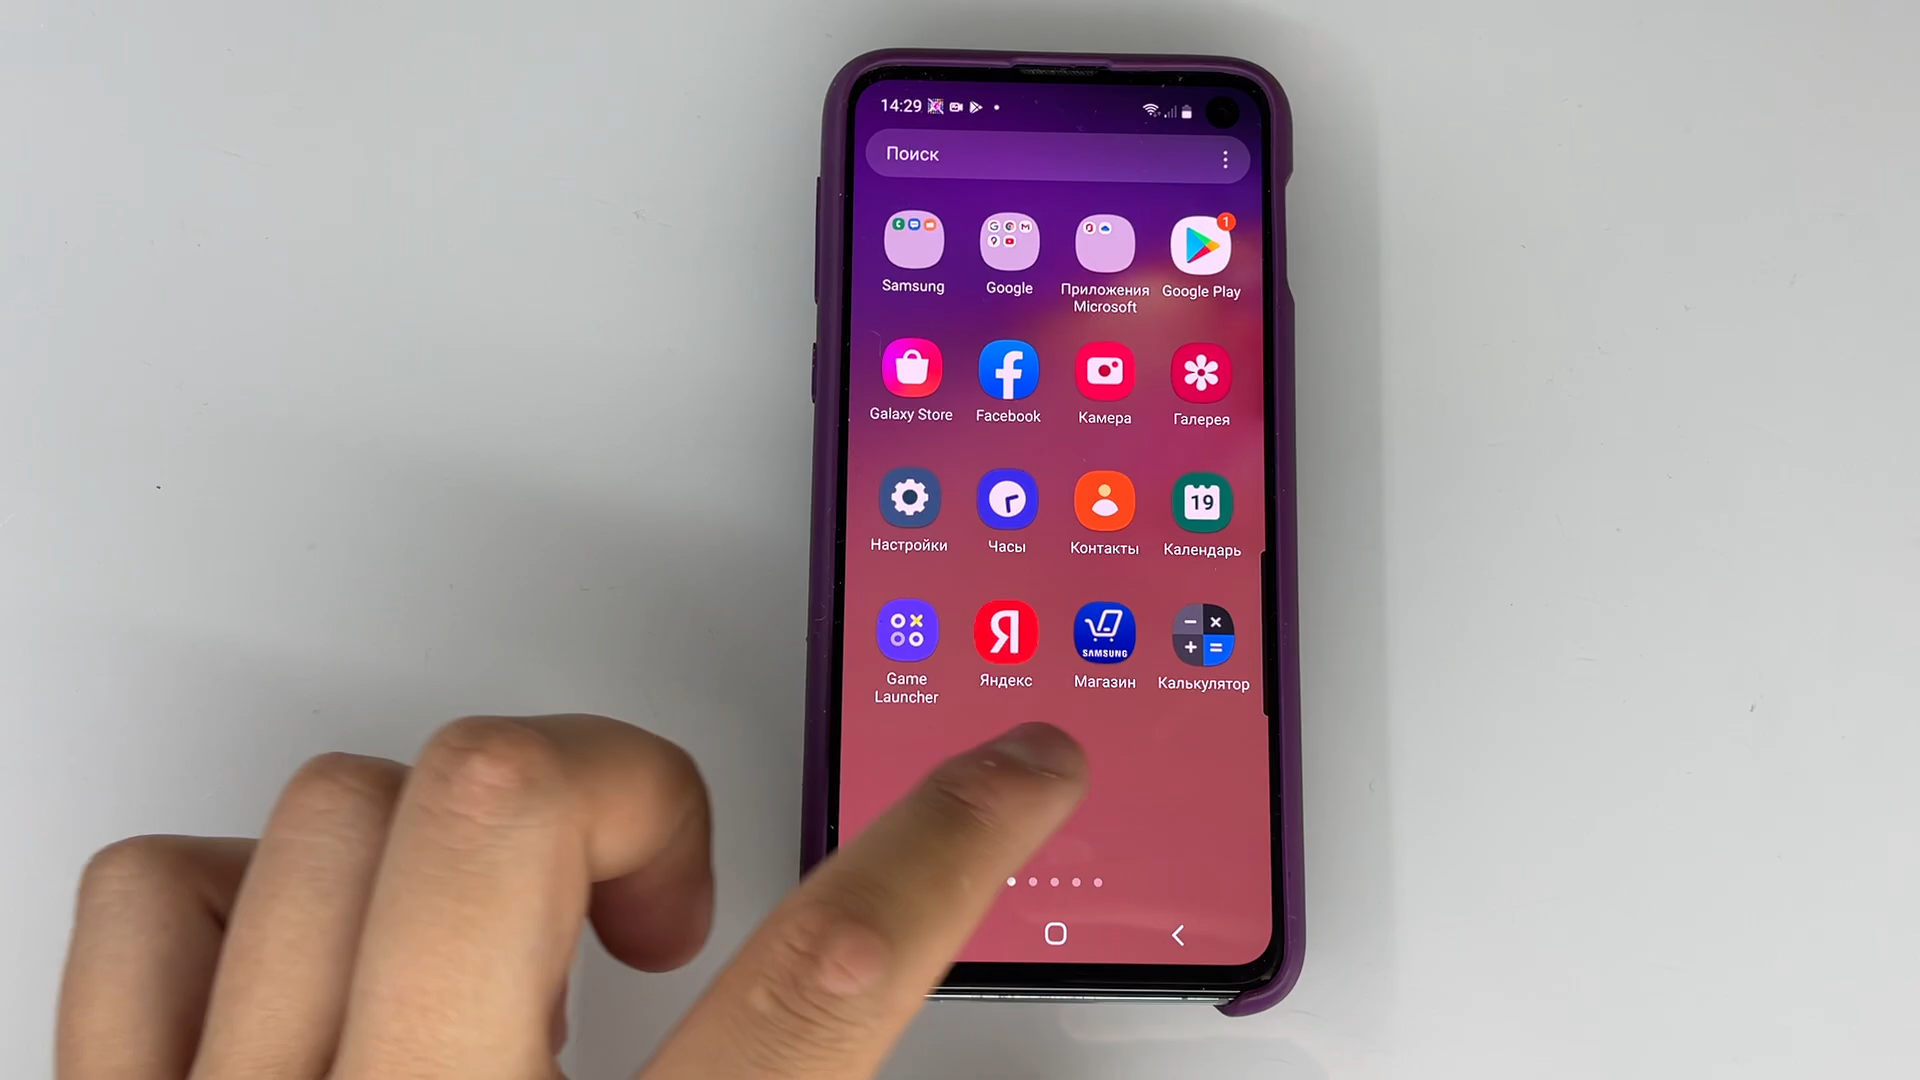 14:29
Поиск
1
Samsung
Google
Приложения
Microsoft
Google Play
Galaxy Store
Facebook
Камера
Галерея
19
Настройки
Часы
Контакты
Календарь
Я
SAMSUNG
Game
Launcher
Яндекс
Магазин
Калькулятор